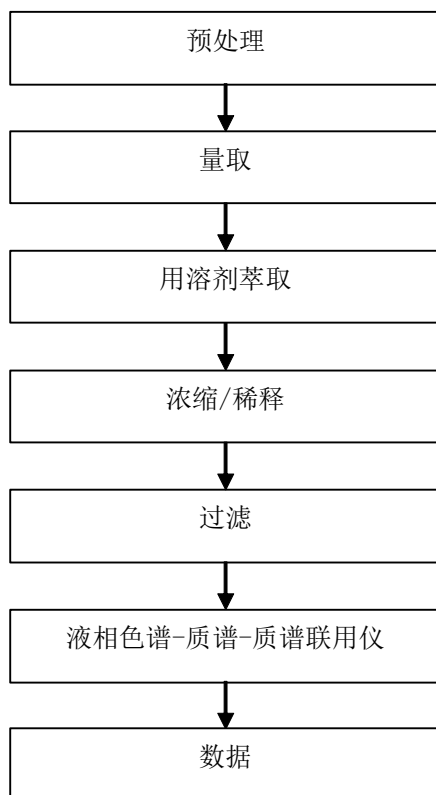 预处理
量取
用溶剂萃取
浓缩/稀释
过滤
液相色谱-质谱-质谱联用仪
数据